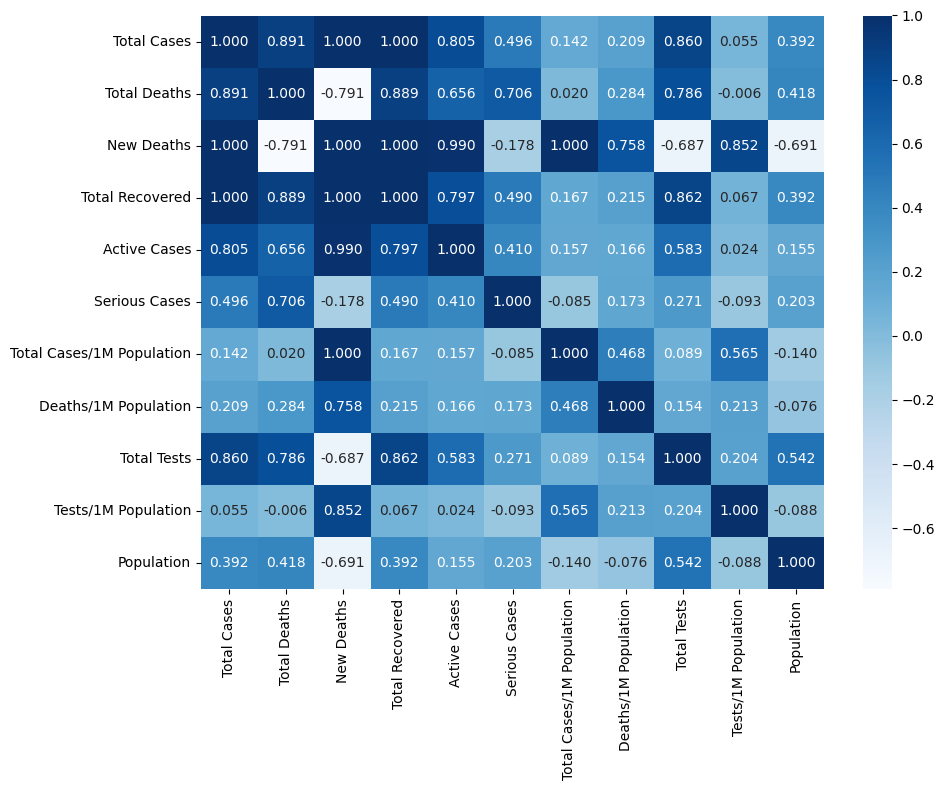 Total Cases 1.000 0.891 1.000 1.000 0.805 0.496 0.142 0.209 0.860 0.055 0.392
Total Deaths 0.891 1.000 -0.791 0.889 0.656 0.706 0.020 0.284 0.786 -0.006 0.418
New Deaths 1.000 -0.791 1.000 1.000 0.990 -0.178 1.000 0.758 -0.687 0.852 -0.691
Total Recovered 1.000 0.889 1.000 1.000 0.797 0.490 0.167 0.215 0.862 0.067 0.392
Active Cases 0.805 0.656 0.990 0.797 1.000 0.410 0.157 0.166 0.583 0.024 0.155
Serious Cases 0.496 0.706 -0.178 0.490 0.410 1.000 -0.085 0.173 0.271 -0.093 0.203
Total Cases/1M Population 0.142 0.020 1.000 0.167 0.157 -0.085 1.000 0.468 0.089 0.565 -0.140
Deaths/1M Population 0.209 0.284 0.758 0.215 0.166 0.173 0.468 1.000 0.154 0.213 -0.076
Total Tests 0.860 0.786 -0.687 0.862 0.583 0.271 0.089 0.154 1.000 0.204 0.542
Tests/1M Population 0.055 -0.006 0.852 0.067 0.024 -0.093 0.565 0.213 0.204 1.000 -0.088
Population 0.392 0.418 -0.691 0.392 0.155 0.203 -0.140 -0.076 0.542 -0.088 1.000
Total Cases
Total Deaths
New Deaths
Total Recovered
Active Cases
Serious Cases
Total Cases/1M Population
Deaths/1M Population
Total Tests
Tests/1M Population
Population
1.0
0.8
0.6
0.4
0.2
0.0
−0.2
−0.4
−0.6